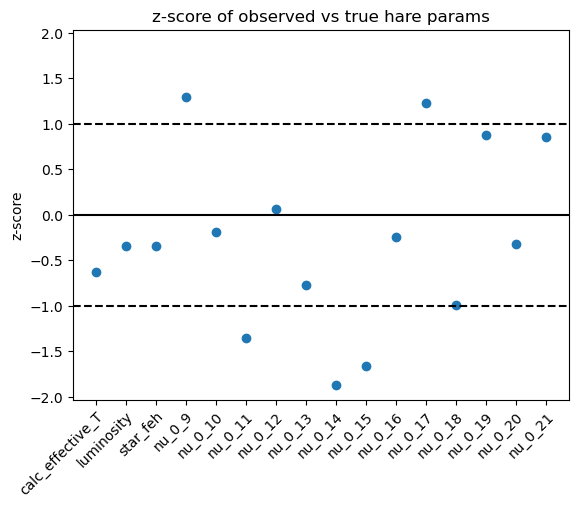 z-score of observed vs true hare params
z-score
2.0
1.5
1.0
0.5
0.0
−0.5
−1.0
−1.5
−2.0
calc_effective_T
luminosity
star_feh
nu_0_9
nu_0_10
nu_0_11
nu_0_12
nu_0_13
nu_0_14
nu_0_15
nu_0_16
nu_0_17
nu_0_18
nu_0_19
nu_0_20
nu_0_21